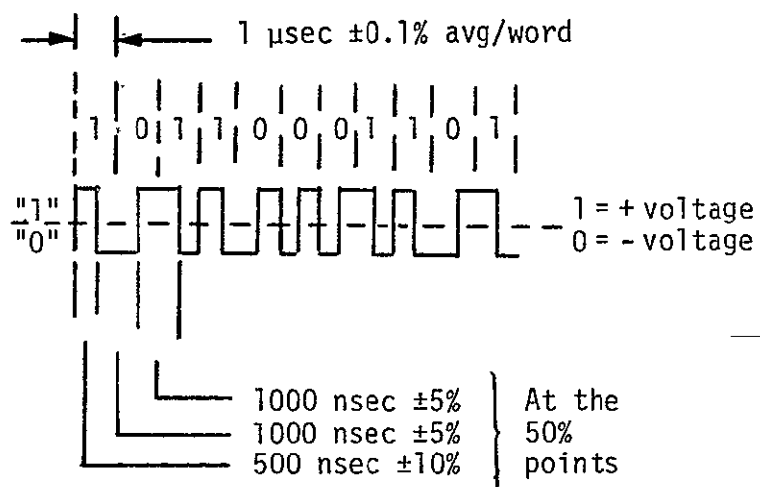 1 μsec ±0.1% avg/word
1 0 1 1 0 0 0 1 1 0 1
"1"
"0"
1 = + voltage
0 = - voltage
1000 nsec ±5%
1000 nsec ±5%
500 nsec ±10%
At the
50%
points